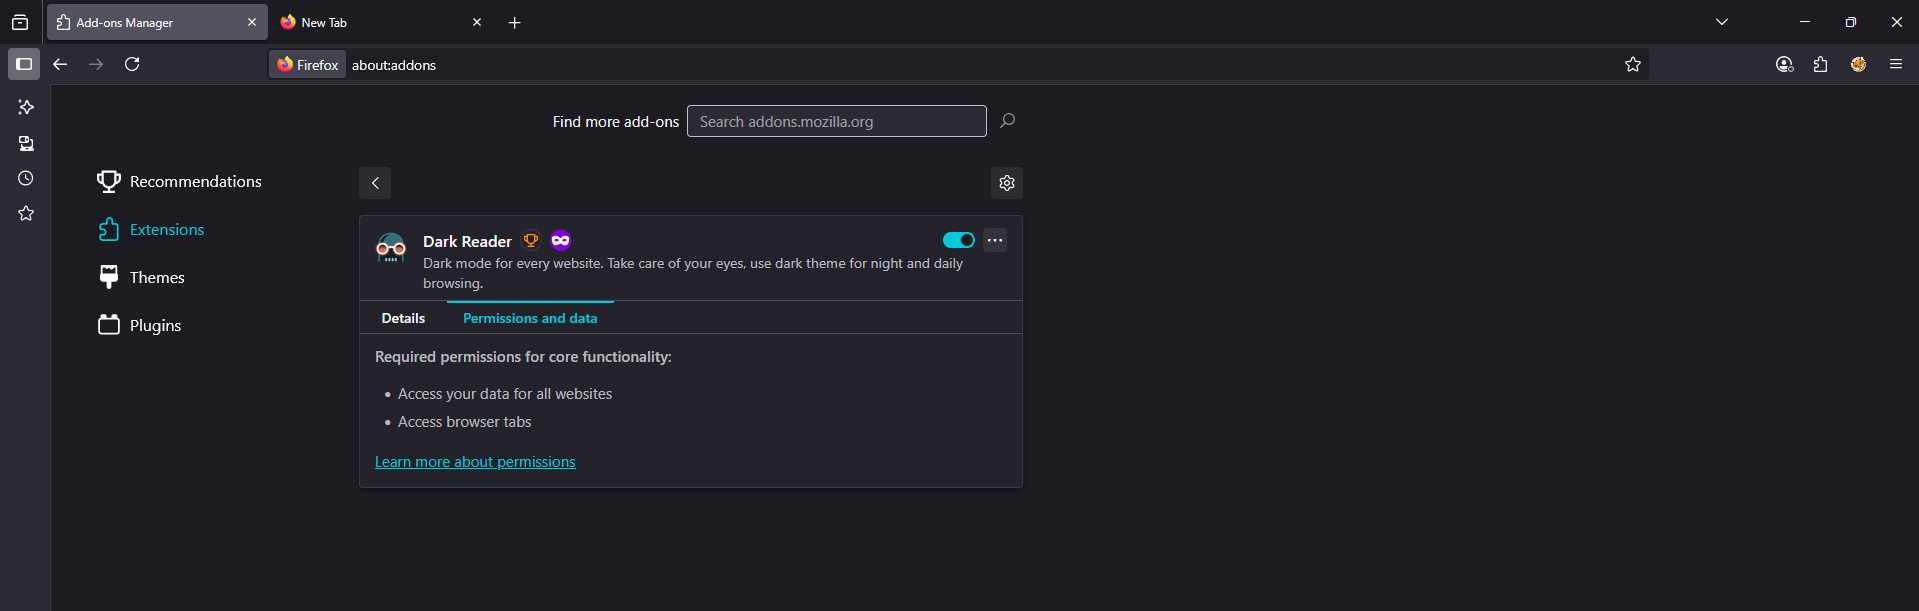 Add-ons Manager
New Tab
Firefox
about:addons
Find more add-ons
Search addons.mozilla.org
Recommendations
Extensions
Themes
Plugins
Dark Reader
Dark mode for every website. Take care of your eyes, use dark theme for night and daily
browsing.
Details
Permissions and data
Required permissions for core functionality:
• Access your data for all websites
• Access browser tabs
Learn more about permissions